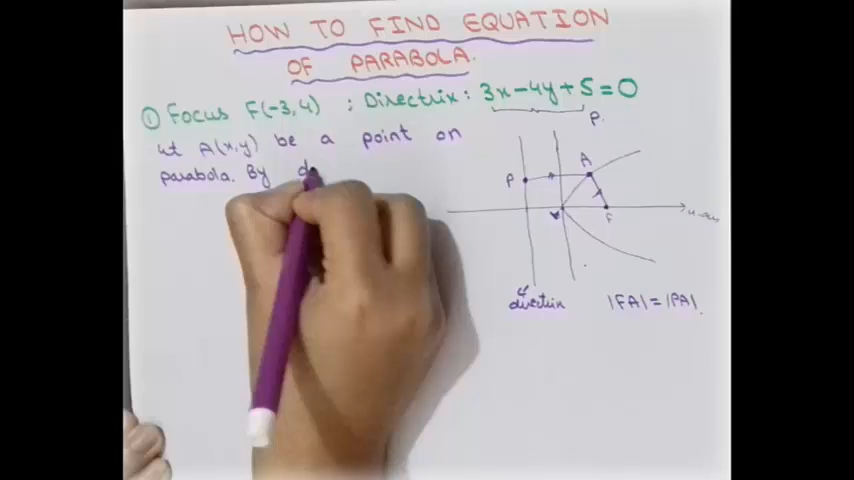 HOW TO FIND EQUATION
OF PARABOLA.
① Focus F(-3,4) ; Directrix: 3x-4y+5=0
P.
Let A(x,y) be a point on
parabola. By d
A
P
F
V
x-axis
directrix
|FA|=|PA|.